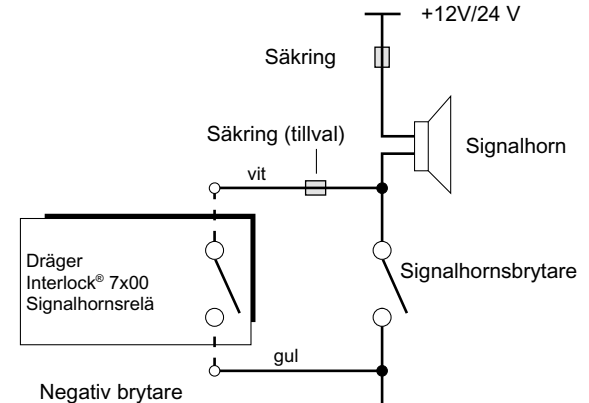 +12V/24 V
Säkring
Säkring (tillval)
Signalhorn
vit
Dräger
Interlock® 7x00
Signalhornsrelä
Signalhornsbrytare
gul
Negativ brytare